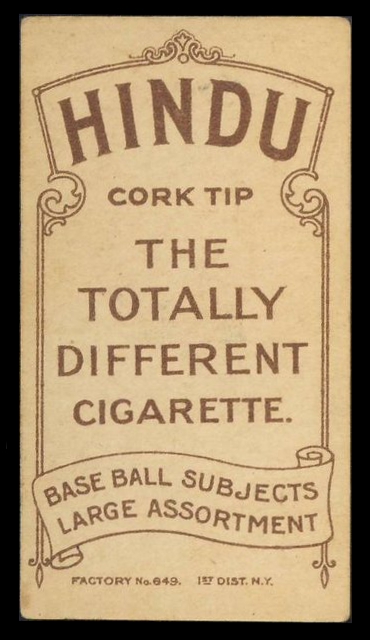 HINDU
CORK TIP
THE
TOTALLY
DIFFERENT
CIGARETTE.
BASE BALL SUBJECTS
LARGE ASSORTMENT
FACTORY No. 649. 1ST DIST. N.Y.